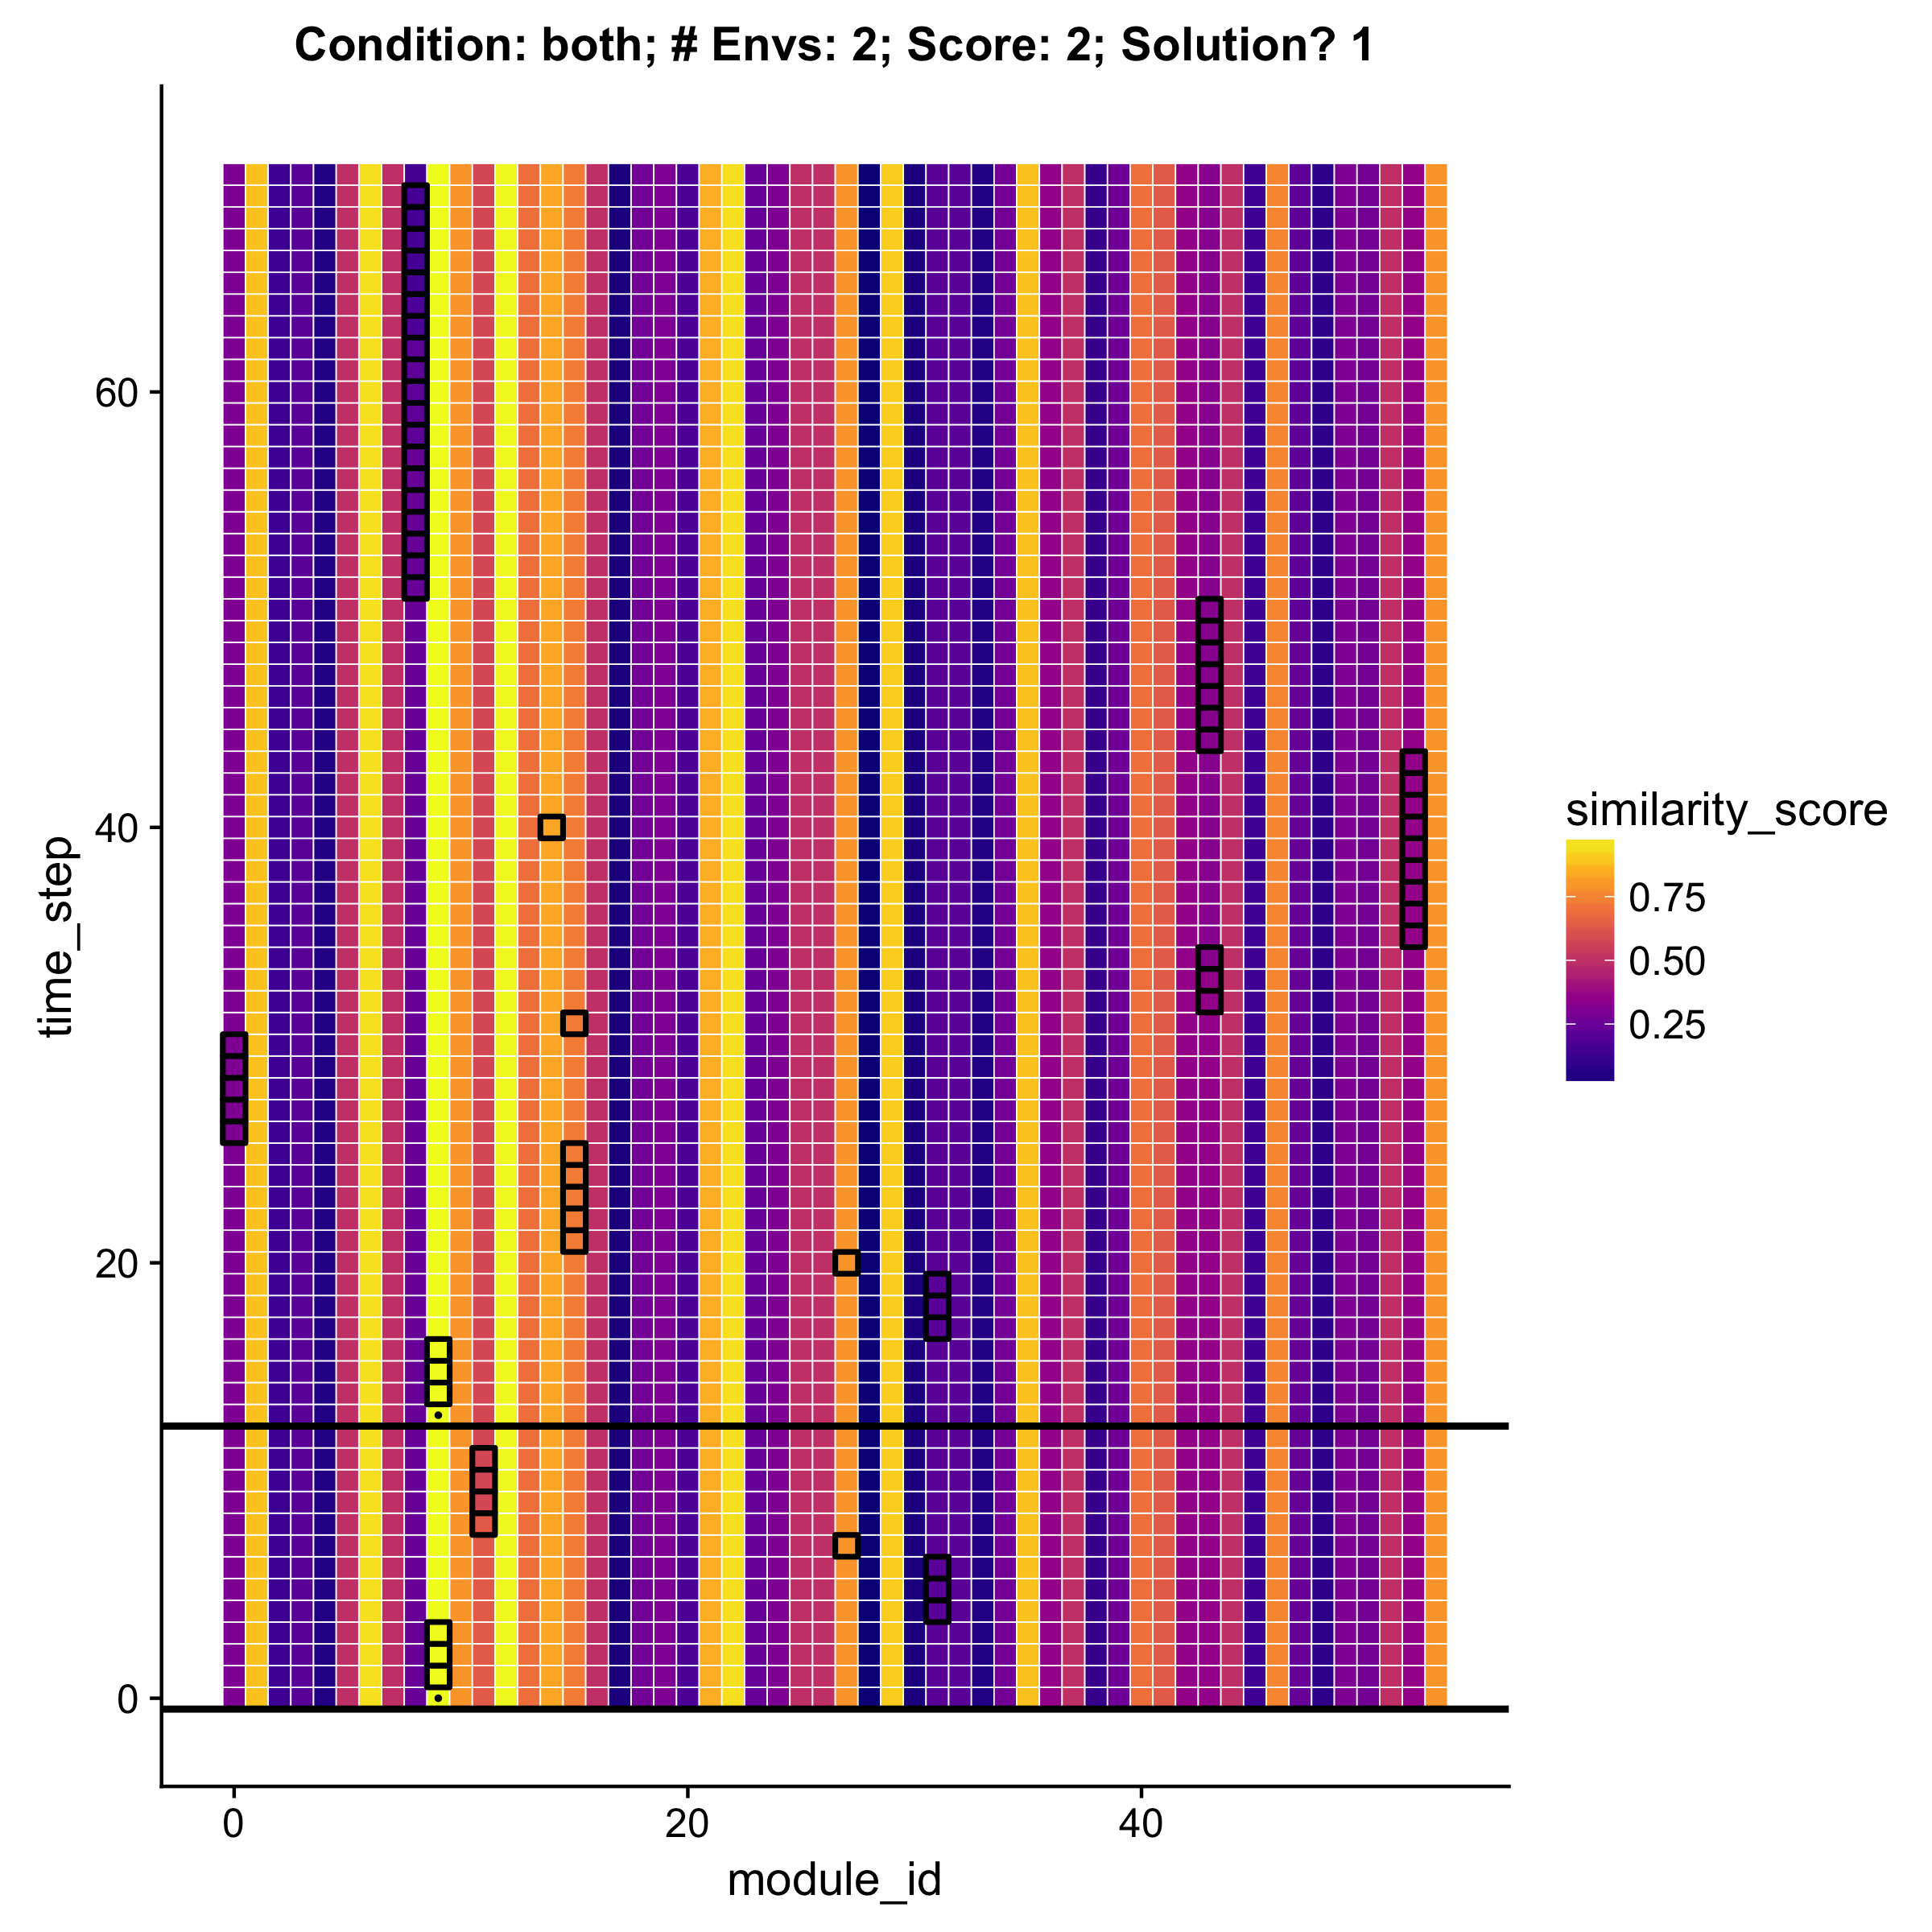 Condition: both; # Envs: 2; Score: 2; Solution? 1
60
40
20
0
time_step
0
20
40
module_id
similarity_score
0.75
0.50
0.25